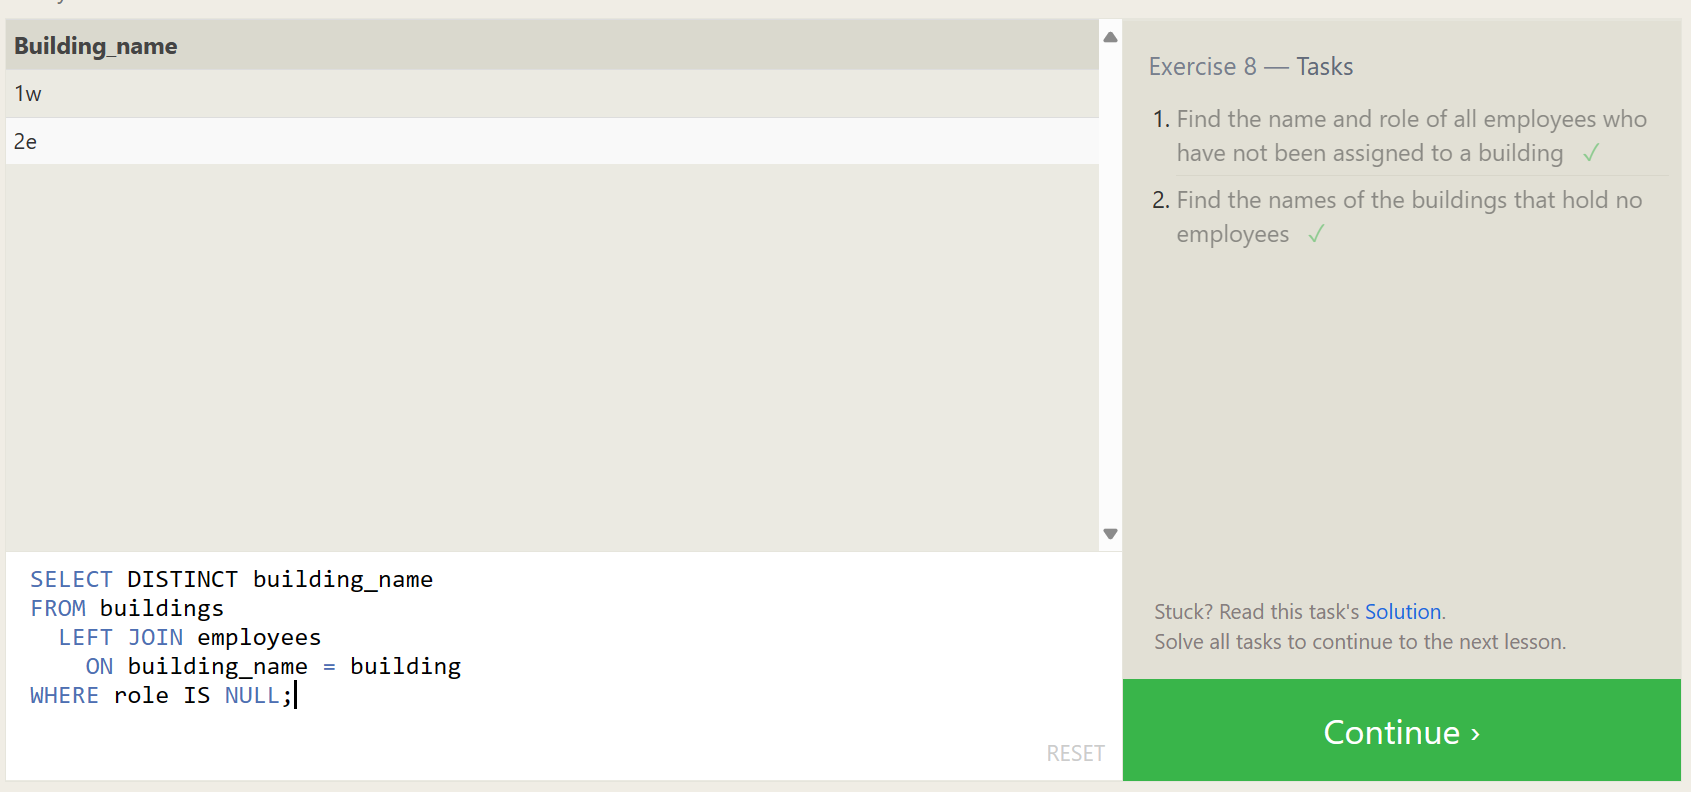 Building_name
1w
2e
SELECT DISTINCT building_name
FROM buildings
LEFT JOIN employees
ON building_name = building
WHERE role IS NULL;
RESET
Exercise 8 — Tasks
1. Find the name and role of all employees who
have not been assigned to a building ✓
2. Find the names of the buildings that hold no
employees ✓
Stuck? Read this task's Solution.
Solve all tasks to continue to the next lesson.
Continue ›